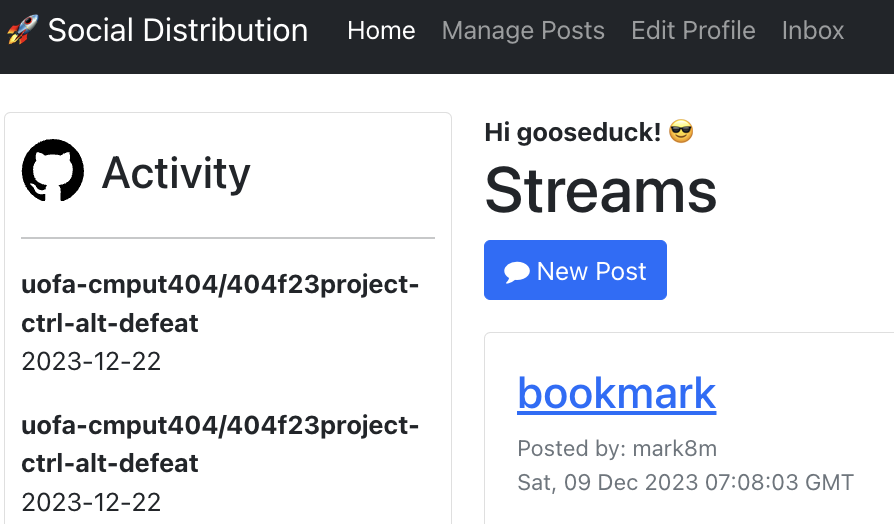 🚀 Social Distribution Home Manage Posts Edit Profile Inbox
Activity
uofa-cmput404/404f23project-
ctrl-alt-defeat
2023-12-22
uofa-cmput404/404f23project-
ctrl-alt-defeat
2023-12-22
Hi gooseduck! 😎
Streams
New Post
bookmark
Posted by: mark8m
Sat, 09 Dec 2023 07:08:03 GMT